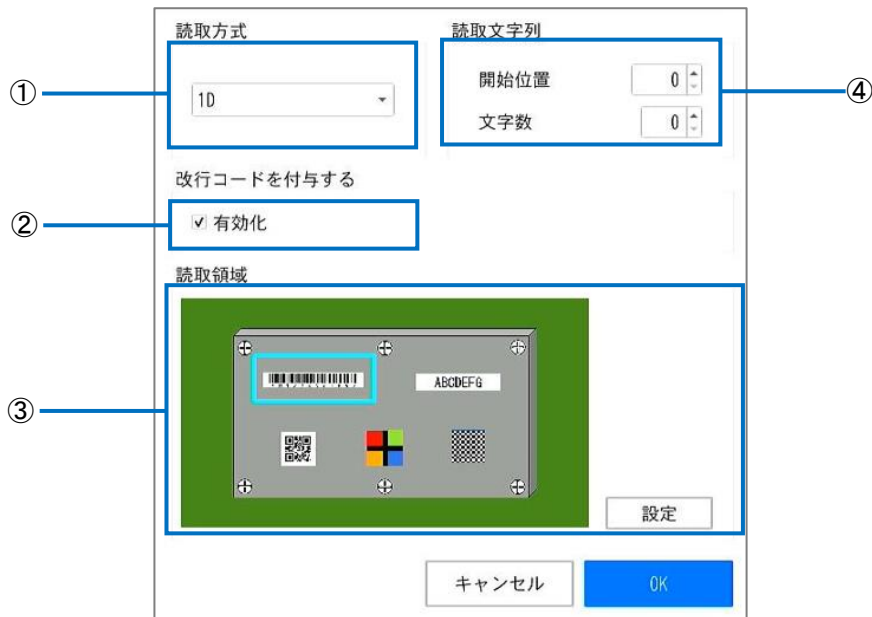 読取方式
読取文字列
①
1D
開始位置 0
文字数 0
④
改行コードを付与する
②
有効化
読取領域
③
ABCDEFG
設定
キャンセル
OK